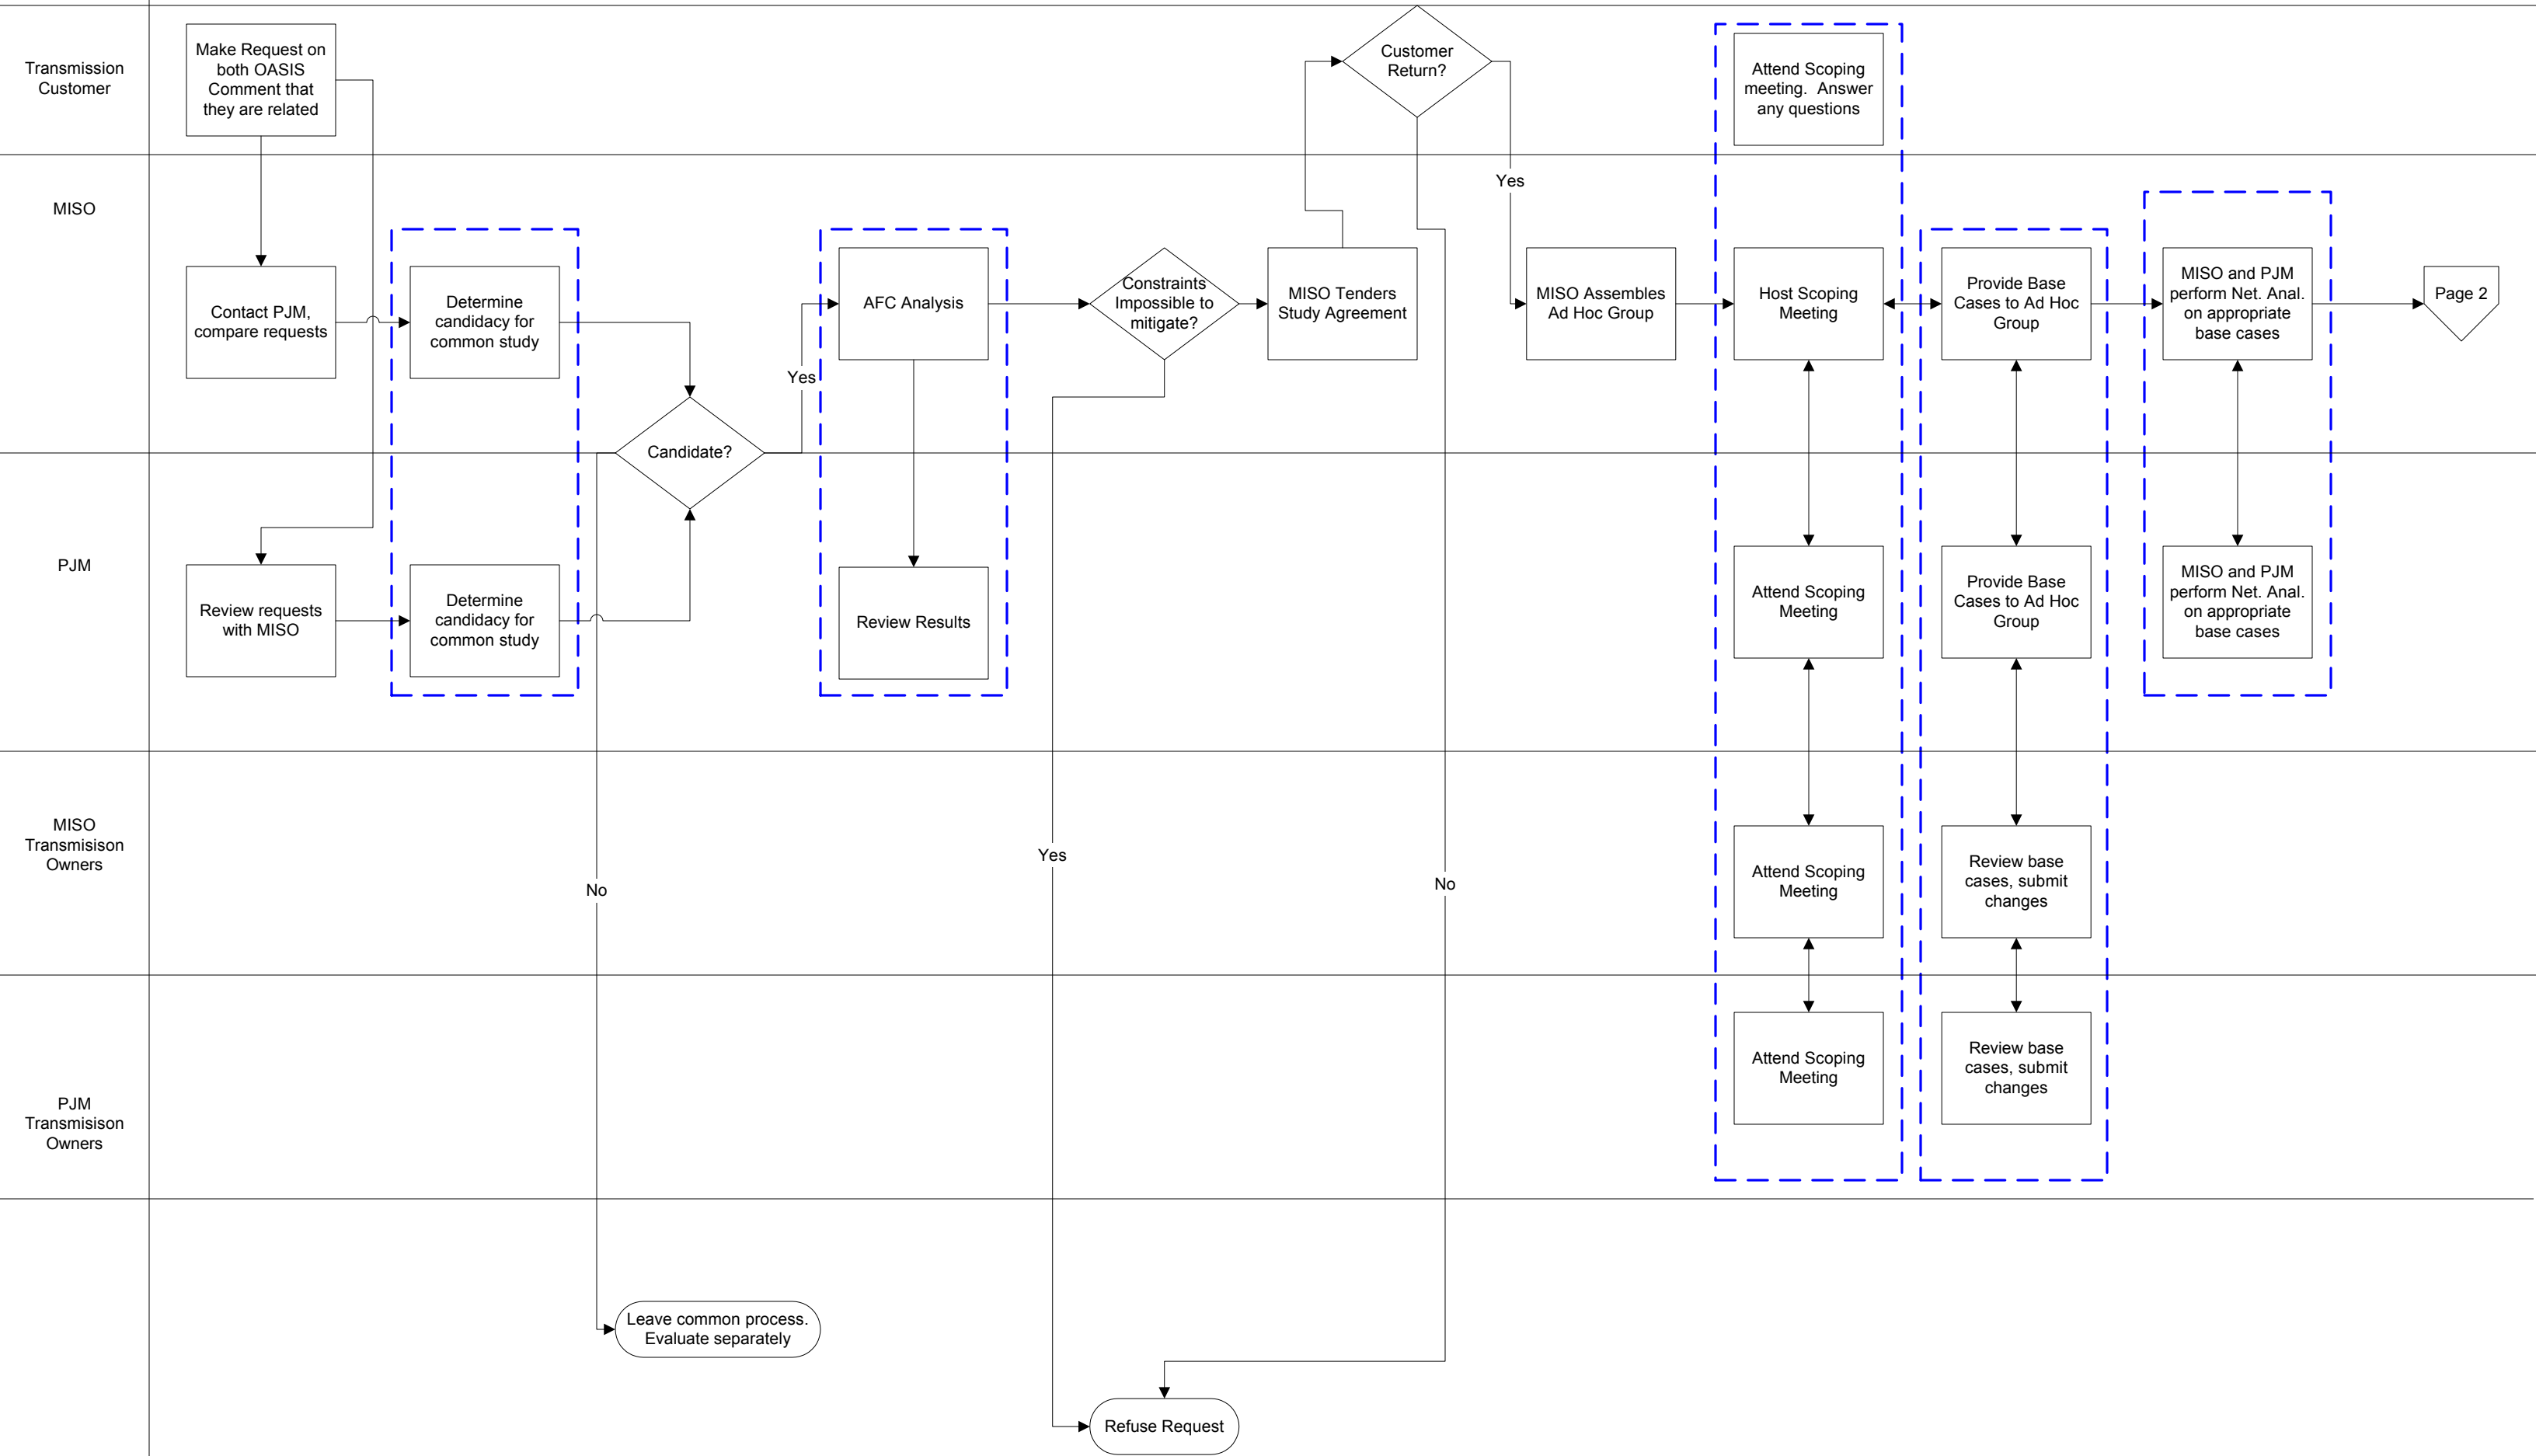 Transmission
Customer
Make Request on
both OASIS
Comment that
they are related
Customer
Return?
Attend Scoping
meeting.  Answer
any questions
MISO
Contact PJM,
compare requests
Determine
candidacy for
common study
Candidate?
Yes
AFC Analysis
Constraints
Impossible to
mitigate?
MISO Tenders
Study Agreement
Yes
MISO Assembles
Ad Hoc Group
Host Scoping
Meeting
Provide Base
Cases to Ad Hoc
Group
MISO and PJM
perform Net. Anal.
on appropriate
base cases
Page 2
PJM
Review requests
with MISO
Determine
candidacy for
common study
Review Results
Attend Scoping
Meeting
Provide Base
Cases to Ad Hoc
Group
MISO and PJM
perform Net. Anal.
on appropriate
base cases
MISO
Transmisison
Owners
No
Yes
No
Attend Scoping
Meeting
Review base
cases, submit
changes
PJM
Transmisison
Owners
Attend Scoping
Meeting
Review base
cases, submit
changes
Leave common process.
Evaluate separately
Refuse Request